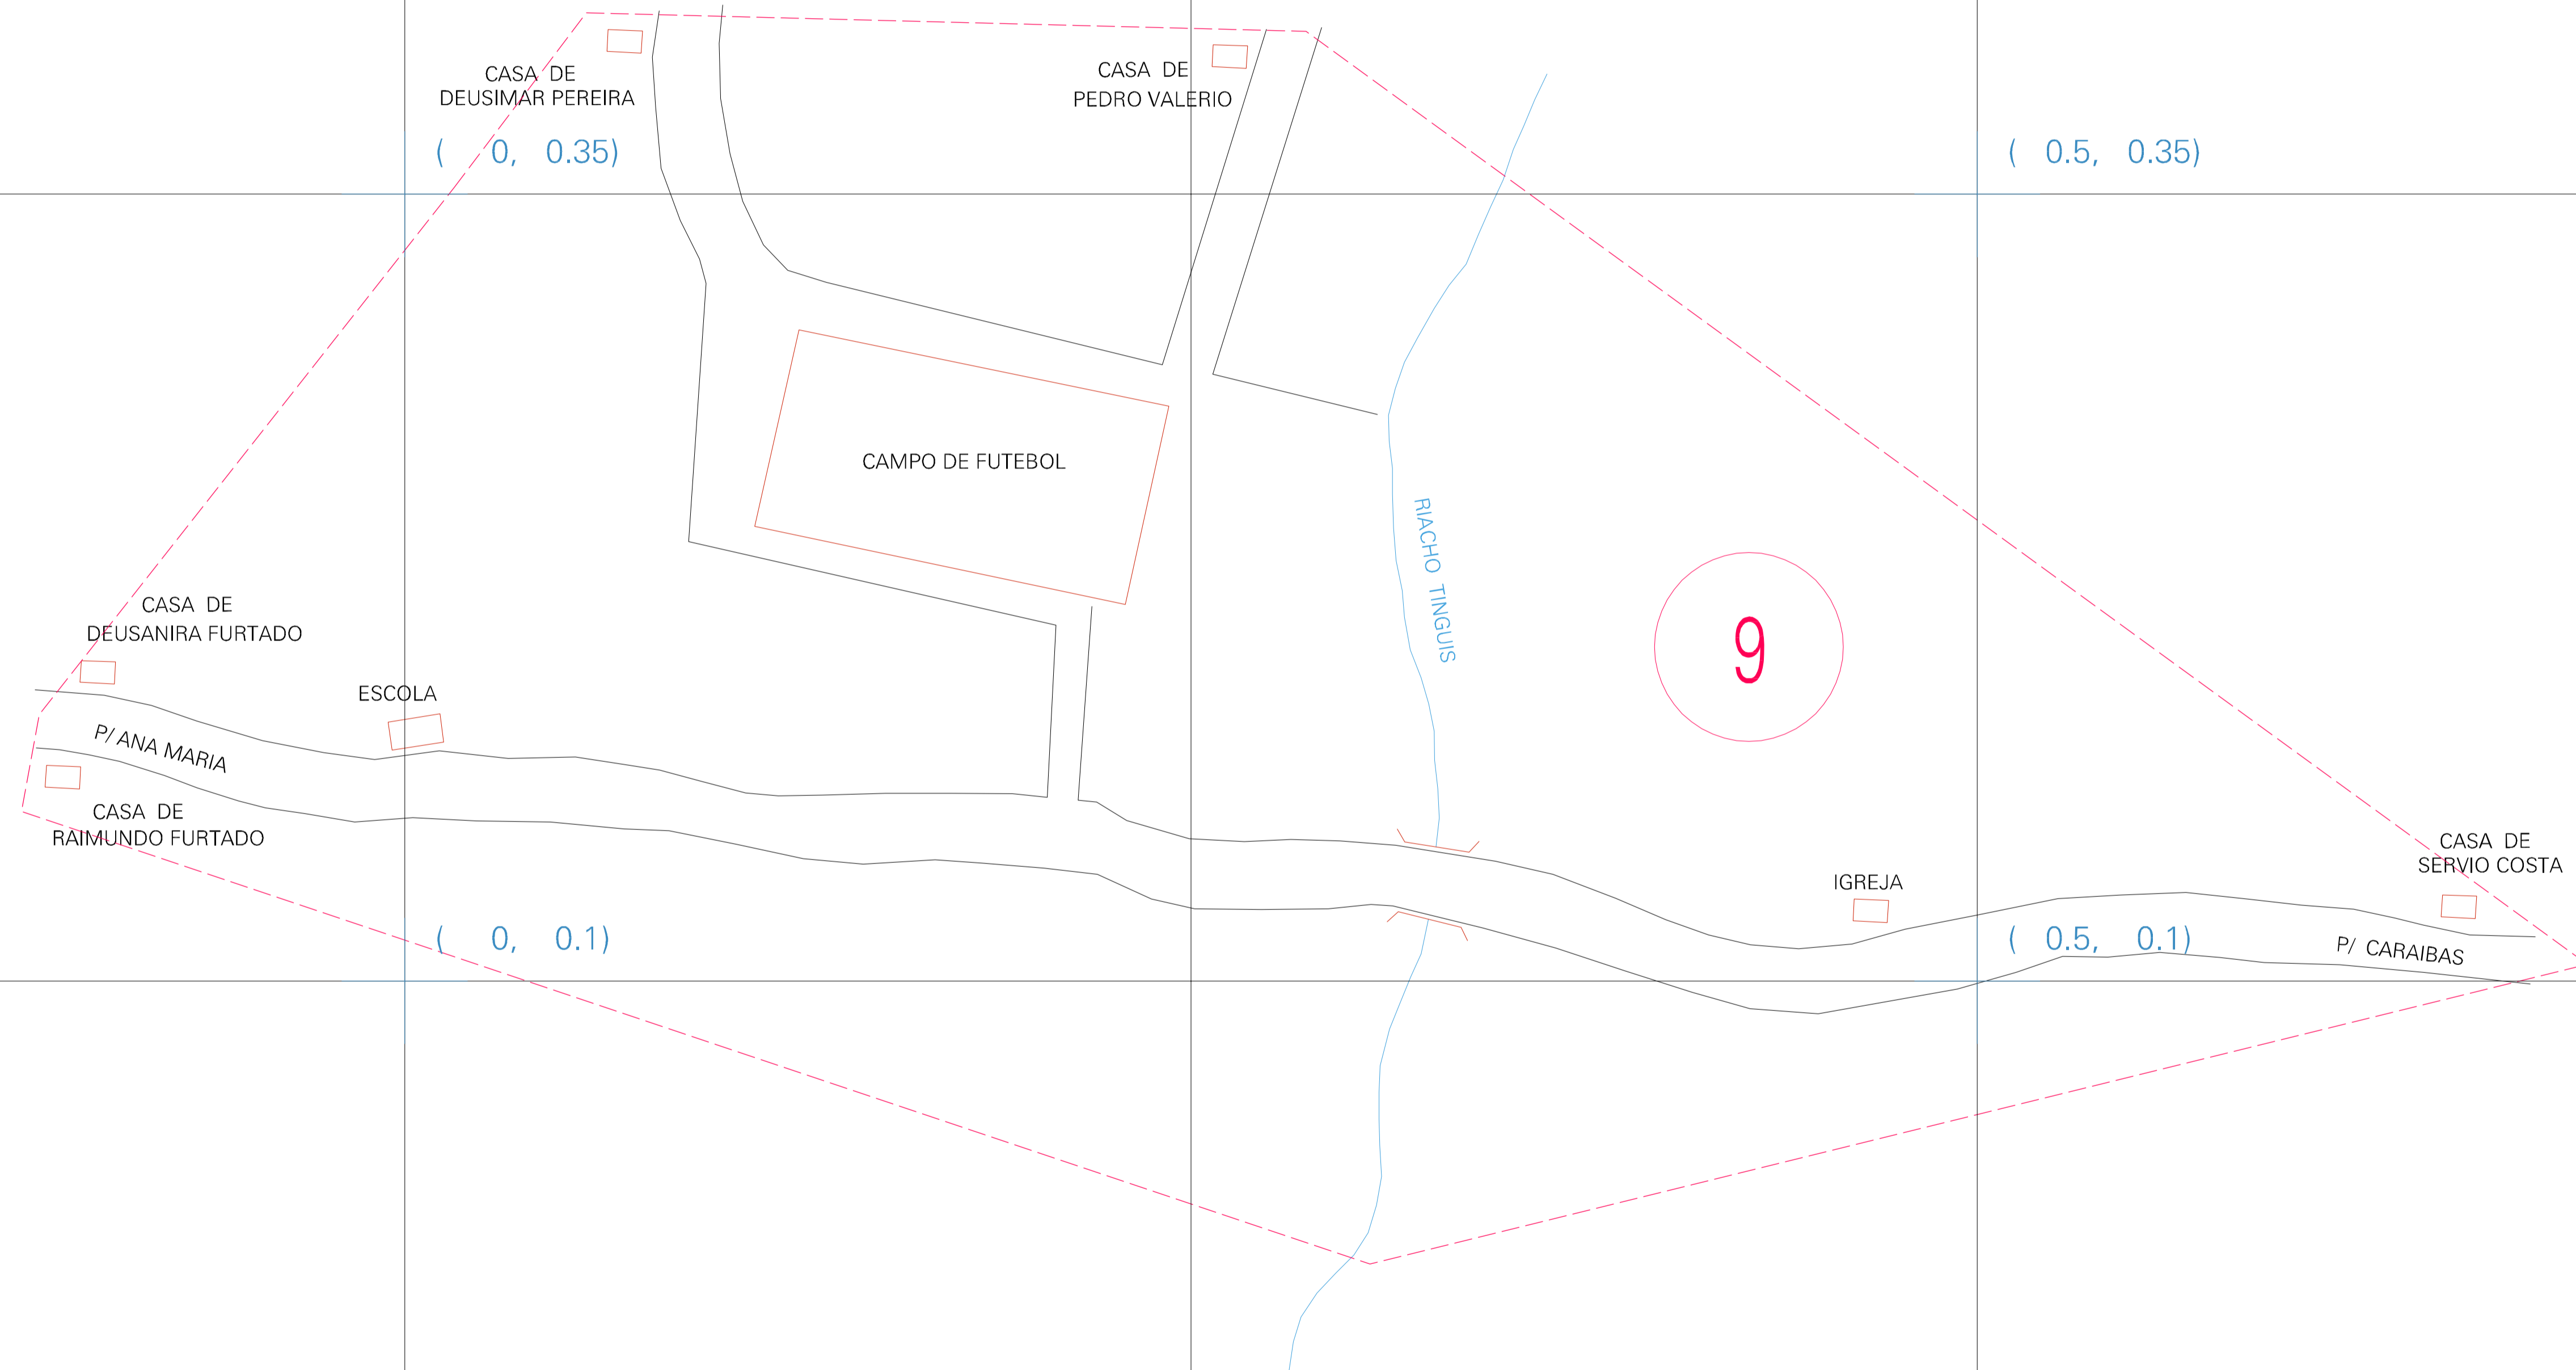 CASA DE
DEUSIMAR PEREIRA
CASA DE
PEDRO VALERIO
( 0, 0.35)
( 0.5, 0.35)
CAMPO DE FUTEBOL
RIACHO TINGUIS
9
CASA DE
DEUSANIRA FURTADO
ESCOLA
P/ ANA MARIA
CASA DE
RAIMUNDO FURTADO
CASA DE
SERVIO COSTA
IGREJA
( 0, 0.1)
( 0.5, 0.1)
P/ CARAIBAS